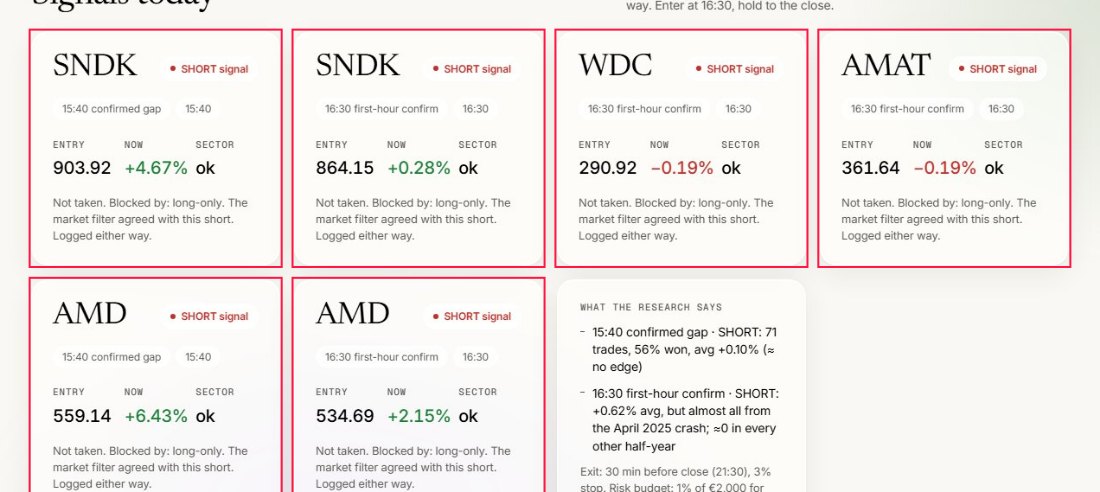 Signals today
way. Enter at 16:30, hold to the close.
SNDK
SHORT signal
15:40 confirmed gap 15:40
ENTRY NOW SECTOR
903.92 +4.67% ok
Not taken. Blocked by: long-only. The
market filter agreed with this short.
Logged either way.
SNDK
SHORT signal
16:30 first-hour confirm 16:30
ENTRY NOW SECTOR
864.15 +0.28% ok
Not taken. Blocked by: long-only. The
market filter agreed with this short.
Logged either way.
WDC
SHORT signal
16:30 first-hour confirm 16:30
ENTRY NOW SECTOR
290.92 −0.19% ok
Not taken. Blocked by: long-only. The
market filter agreed with this short.
Logged either way.
AMAT
SHORT signal
16:30 first-hour confirm 16:30
ENTRY NOW SECTOR
361.64 −0.19% ok
Not taken. Blocked by: long-only. The
market filter agreed with this short.
Logged either way.
AMD
SHORT signal
15:40 confirmed gap 15:40
ENTRY NOW SECTOR
559.14 +6.43% ok
Not taken. Blocked by: long-only. The
market filter agreed with this short.
Logged either way.
AMD
SHORT signal
16:30 first-hour confirm 16:30
ENTRY NOW SECTOR
534.69 +2.15% ok
Not taken. Blocked by: long-only. The
market filter agreed with this short.
Logged either way.
WHAT THE RESEARCH SAYS
– 15:40 confirmed gap · SHORT: 71
trades, 56% won, avg +0.10% (≈
no edge)
– 16:30 first-hour confirm · SHORT:
+0.62% avg, but almost all from
the April 2025 crash; ≈0 in every
other half-year
Exit: 30 min before close (21:30), 3%
stop. Risk budget: 1% of €2,000 for